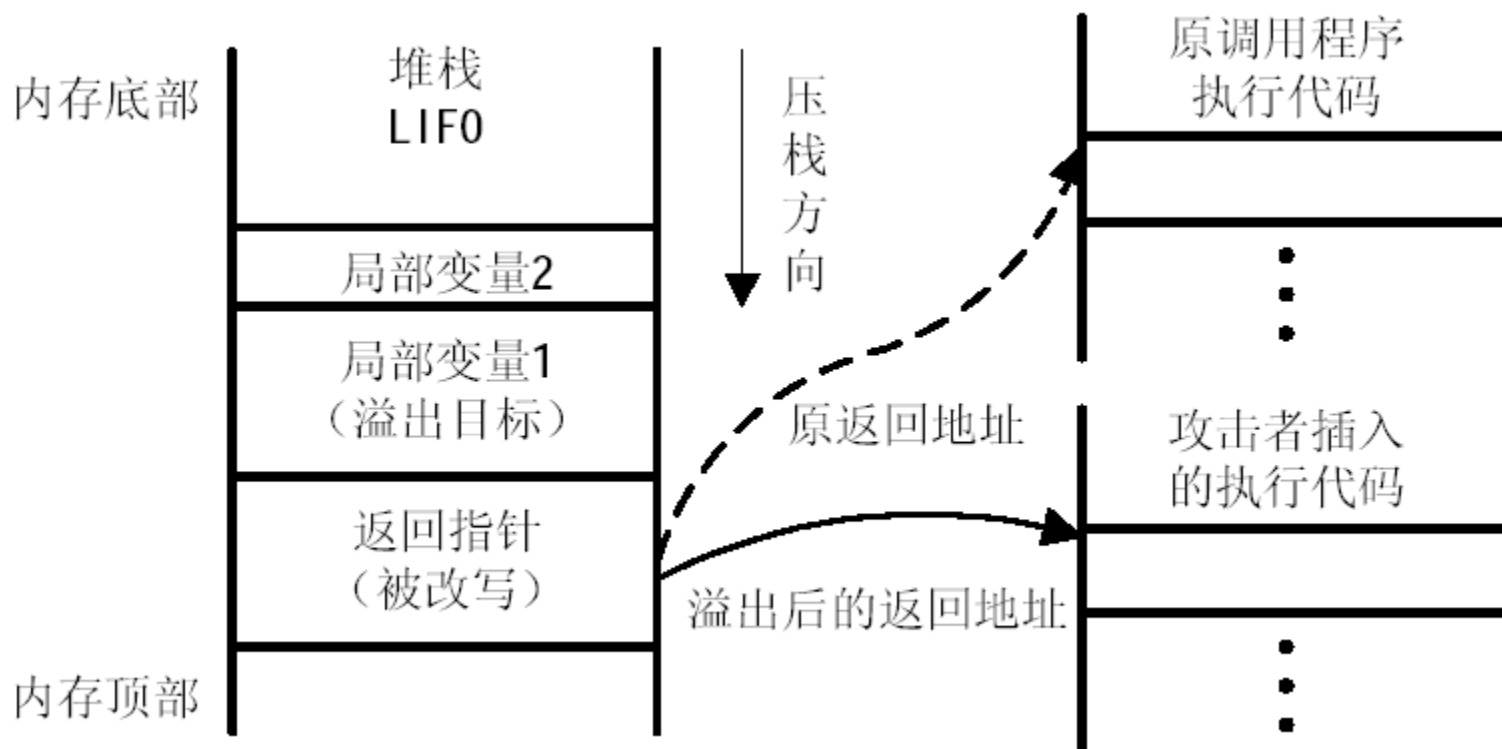 内存底部
堆栈
LIFO
压栈方向
原调用程序
执行代码
局部变量2
局部变量1
(溢出目标)
原返回地址
攻击者插入
的执行代码
返回指针
(被改写)
溢出后的返回地址
内存顶部